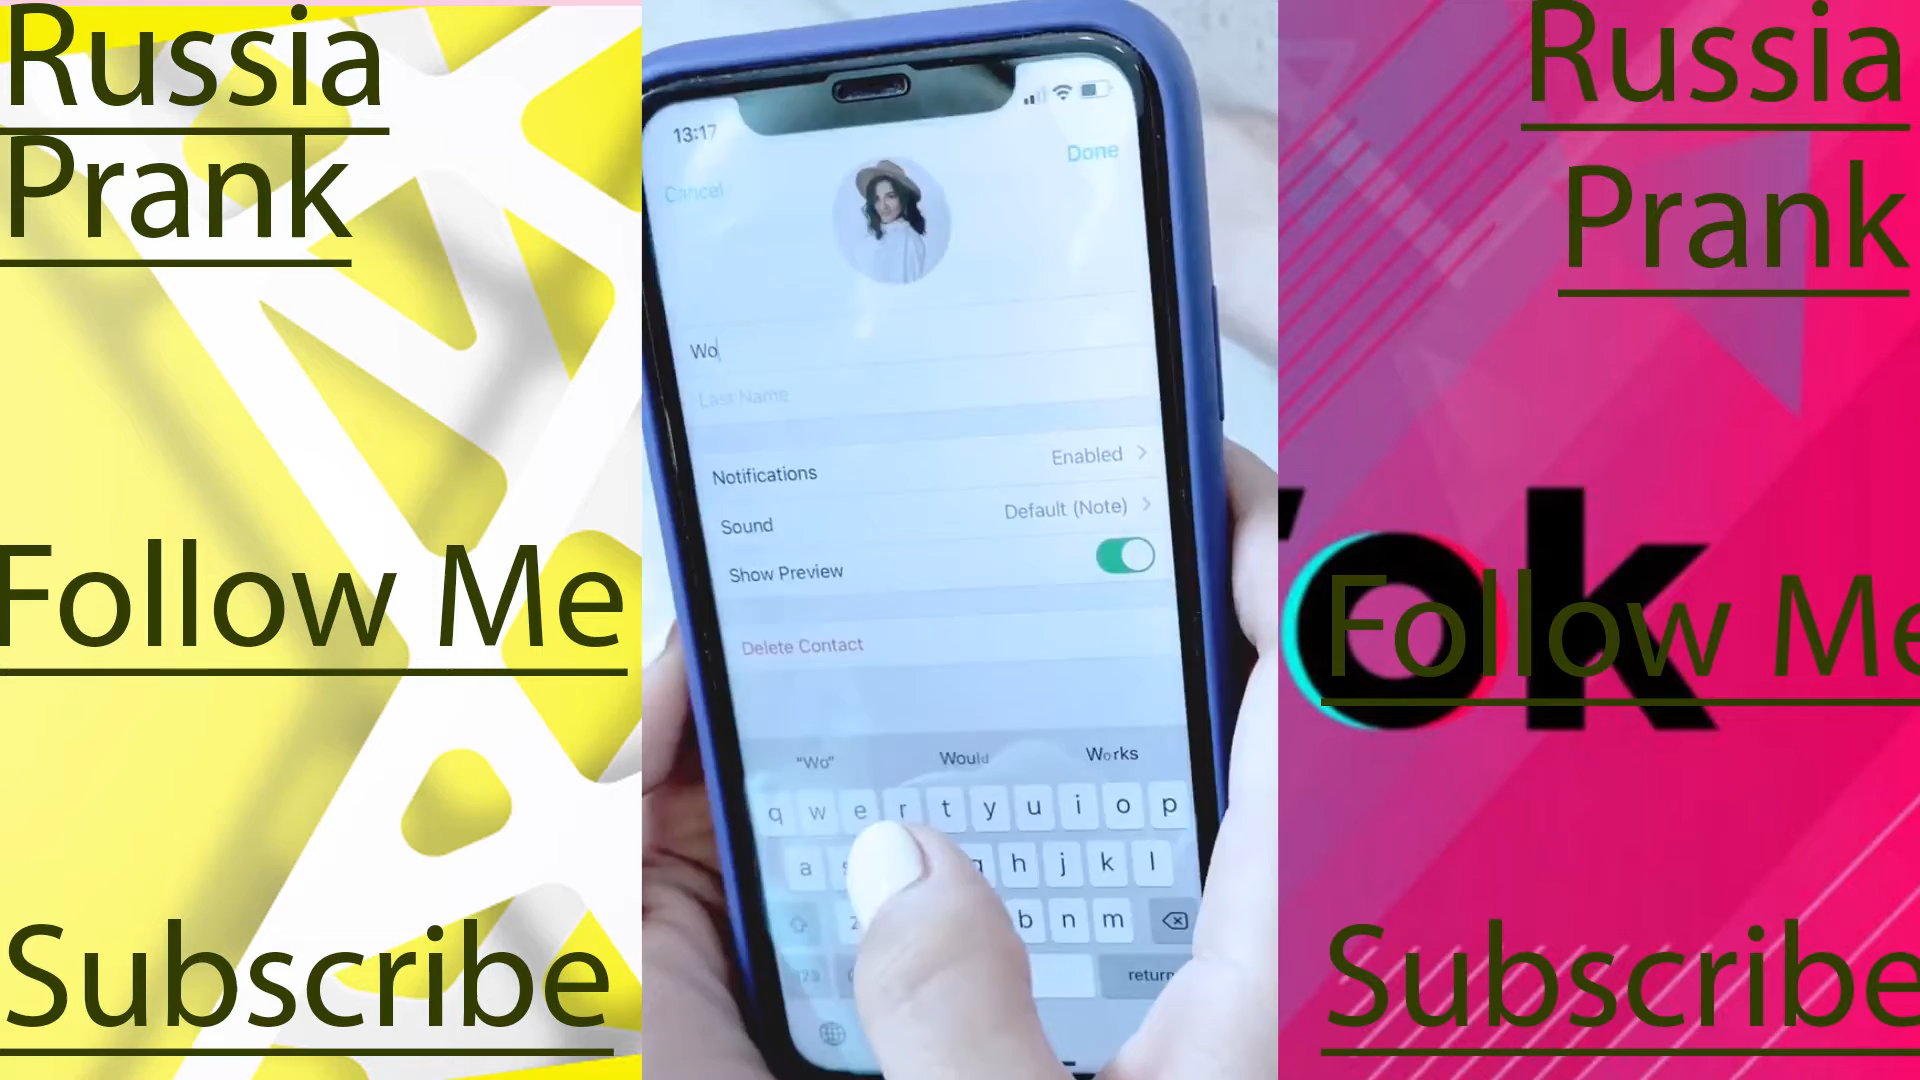 Russia
Prank
Follow Me
Subscribe
13:17
Cancel
Done
Wo
Last Name
Notifications
Enabled
Sound
Default (Note)
Show Preview
Delete Contact
"Wo" Would Works
q w e r t y u i o p
a h j k l
b n m
return
Russia
Prank
ok
Follow Me
Subscribe